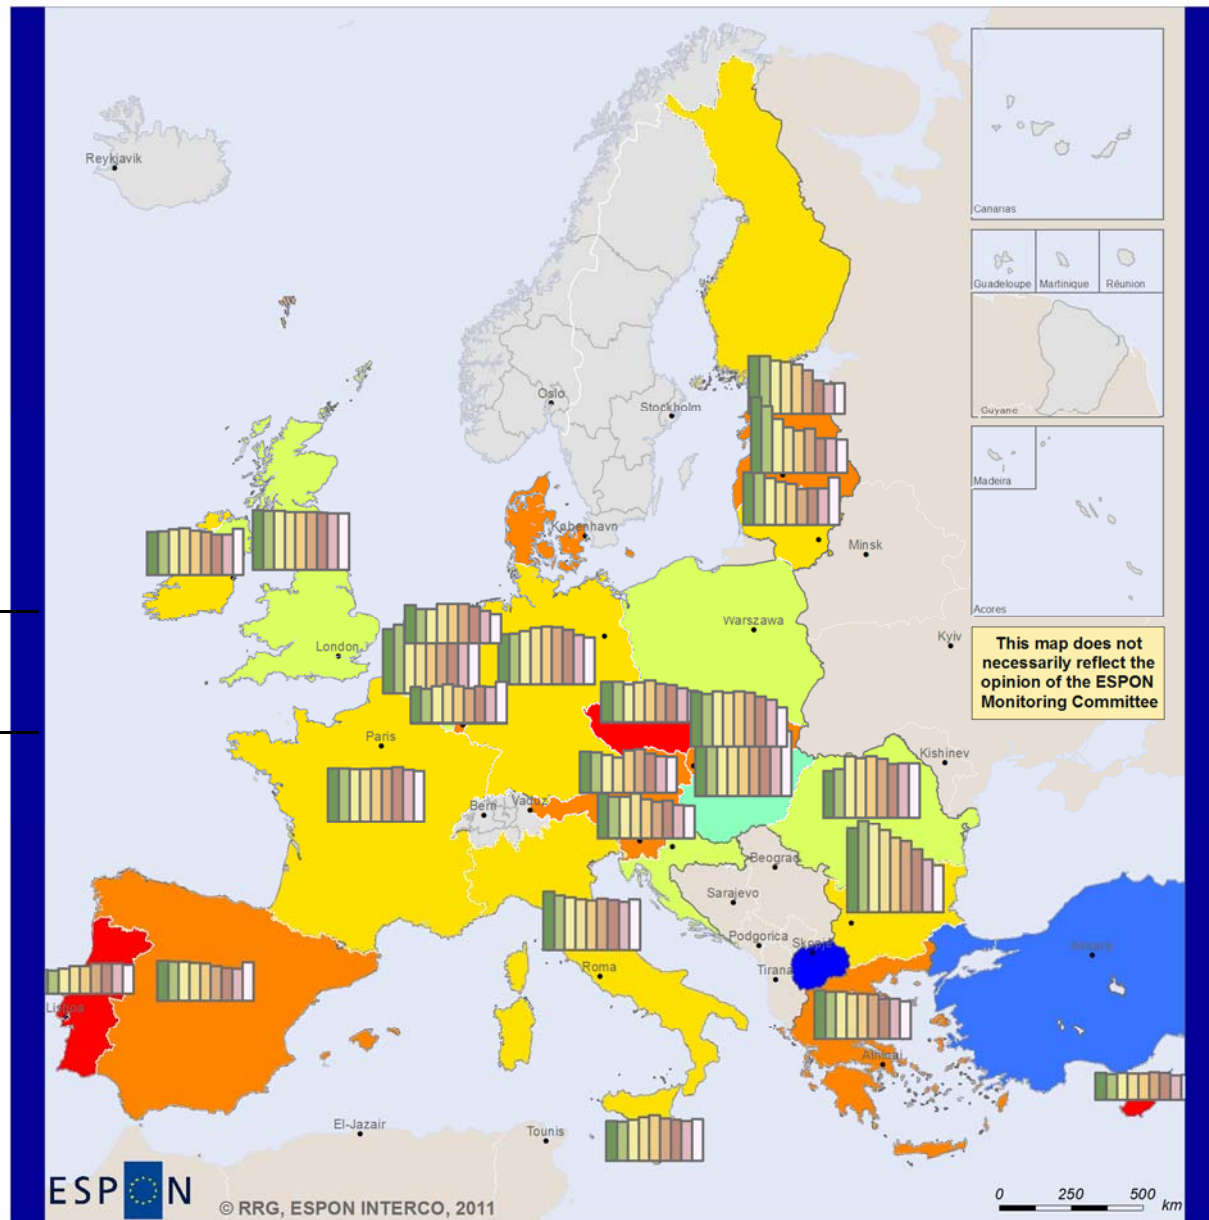 Reykjavik
Canarias
Guadeloupe
Martinique
Réunion
Guyane
Oslo
Stockholm
Madeira
København
Minsk
Acores
London
Warszawa
Kyiv
This map does not
necessarily reflect the
opinion of the ESPON
Monitoring Committee
Paris
Kishinev
Bern
Vaduz
Beograd
Sarajevo
Podgorica
Skopje
Tirana
Roma
Ankara
Lisboa
Athinai
El-Jazair
Tounis
ESPON
© RRG, ESPON INTERCO, 2011
0 250 500
km